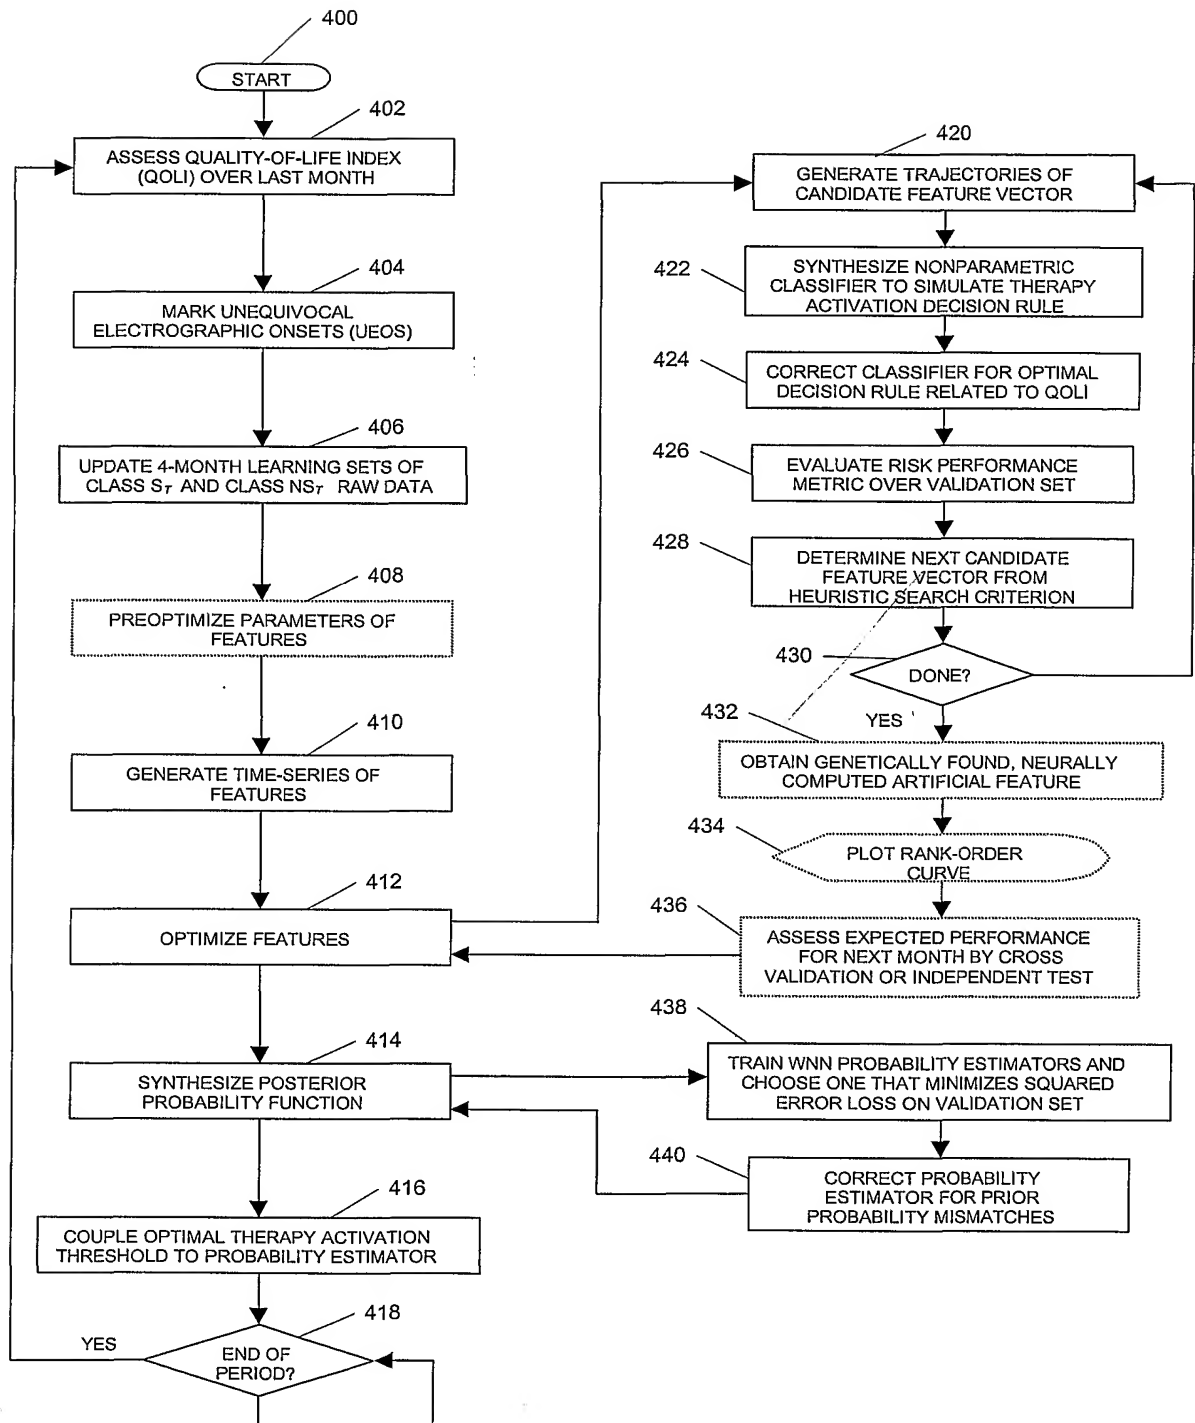 400
START
402
ASSESS QUALITY-OF-LIFE INDEX
(QOLI) OVER LAST MONTH
404
MARK UNEQUIVOCAL
ELECTROGRAPHIC ONSETS (UEOS)
406
UPDATE 4-MONTH LEARNING SETS OF
CLASS ST AND CLASS NST RAW DATA
408
PREOPTIMIZE PARAMETERS OF
FEATURES
410
GENERATE TIME-SERIES OF
FEATURES
412
OPTIMIZE FEATURES
414
SYNTHESIZE POSTERIOR
PROBABILITY FUNCTION
416
COUPLE OPTIMAL THERAPY ACTIVATION
THRESHOLD TO PROBABILITY ESTIMATOR
418
YES
END OF
PERIOD?
420
GENERATE TRAJECTORIES OF
CANDIDATE FEATURE VECTOR
422
SYNTHESIZE NONPARAMETRIC
CLASSIFIER TO SIMULATE THERAPY
ACTIVATION DECISION RULE
424
CORRECT CLASSIFIER FOR OPTIMAL
DECISION RULE RELATED TO QOLI
426
EVALUATE RISK PERFORMANCE
METRIC OVER VALIDATION SET
428
DETERMINE NEXT CANDIDATE
FEATURE VECTOR FROM
HEURISTIC SEARCH CRITERION
430
DONE?
YES
432
OBTAIN GENETICALLY FOUND, NEURALLY
COMPUTED ARTIFICIAL FEATURE
434
PLOT RANK-ORDER
CURVE
436
ASSESS EXPECTED PERFORMANCE
FOR NEXT MONTH BY CROSS
VALIDATION OR INDEPENDENT TEST
438
TRAIN WNN PROBABILITY ESTIMATORS AND
CHOOSE ONE THAT MINIMIZES SQUARED
ERROR LOSS ON VALIDATION SET
440
CORRECT PROBABILITY
ESTIMATOR FOR PRIOR
PROBABILITY MISMATCHES